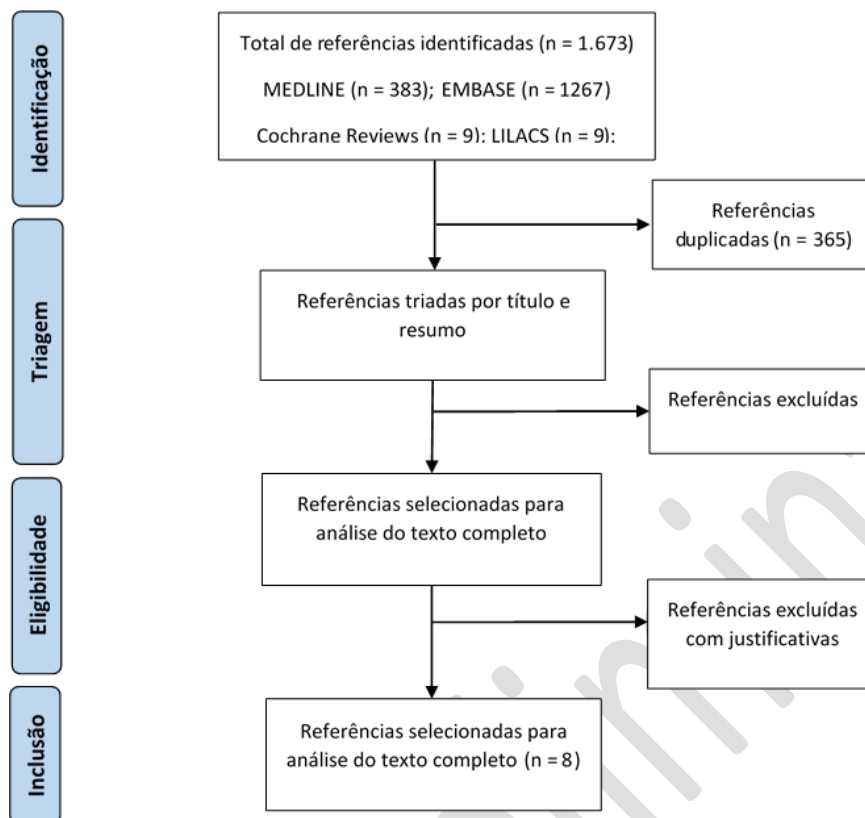 Identificação
Total de referências identificadas (n = 1.673)
MEDLINE (n = 383); EMBASE (n = 1267)
Cochrane Reviews (n = 9); LILACS (n = 9);
Referências
duplicadas (n = 365)
Triagem
Referências triadas por título e
resumo
Referências excluídas
Eligibilidade
Referências selecionadas para
análise do texto completo
Referências excluídas
com justificativas
Inclusão
Referências selecionadas para
análise do texto completo (n = 8)